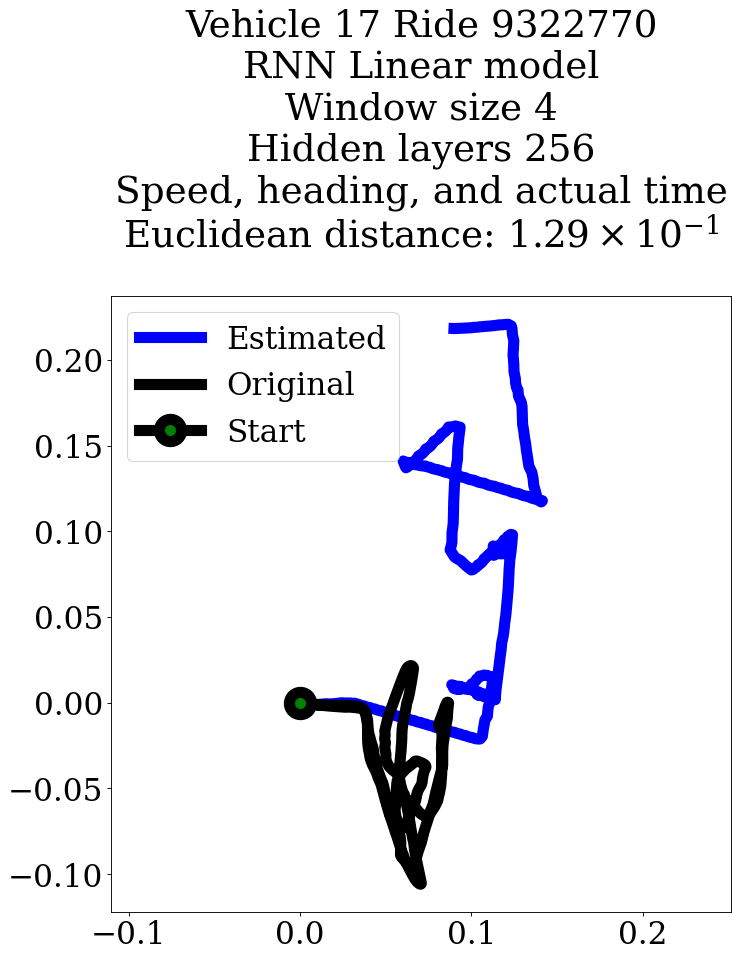 Vehicle 17 Ride 9322770
RNN Linear model
Window size 4
Hidden layers 256
Speed, heading, and actual time
Euclidean distance: 1.29 × 10⁻¹
Estimated
Original
Start
0.20
0.15
0.10
0.05
0.00
−0.05
−0.10
−0.1 0.0 0.1 0.2